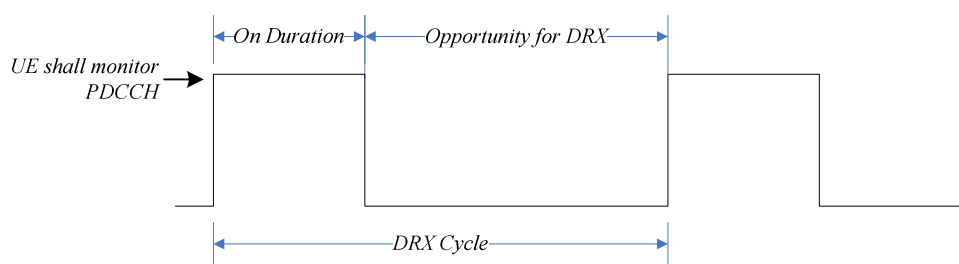 On Duration
Opportunity for DRX
UE shall monitor
PDCCH
DRX Cycle